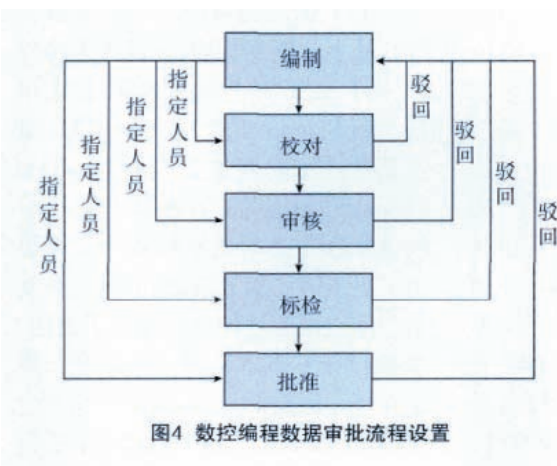 编制
指定人员
驳回
校对
指定人员
驳回
审核
指定人员
驳回
标检
指定人员
驳回
批准
图4 数控编程数据审批流程设置